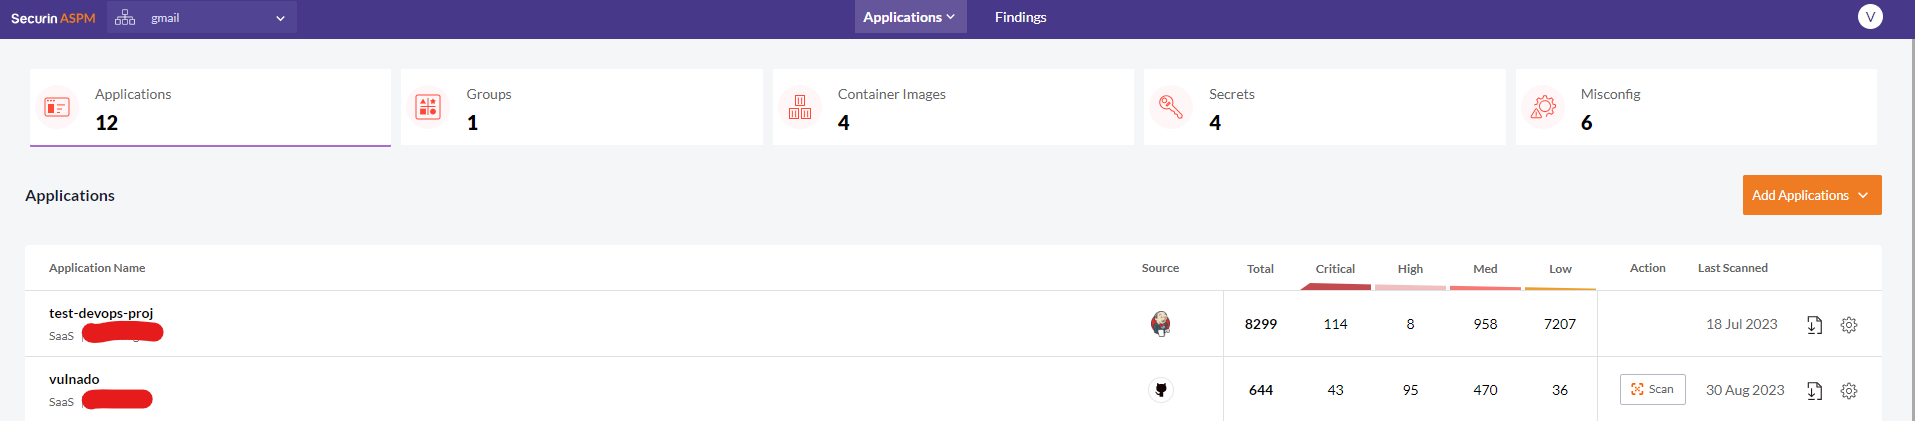 Securin ASPM gmail Applications Findings V
Applications Groups Container Images Secrets Misconfig
12 1 4 4 6
Applications Add Applications
Application Name Source Total Critical High Med Low Action Last Scanned
test-devops-proj
8299 114 8 958 7207 18 Jul 2023
SaaS
vulnado
644 43 95 470 36 Scan 30 Aug 2023
SaaS